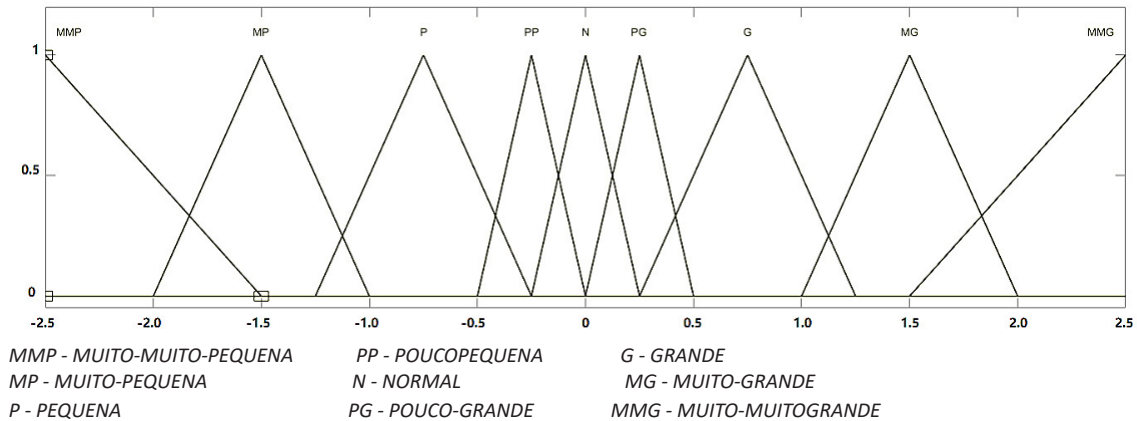 MMP MP P PP N PG G MG MMG
1
0.5
0
-2.5 -2.0 -1.5 -1.0 -0.5 0 0.5 1.0 1.5 2.0 2.5
MMP - MUITO-MUITO-PEQUENA PP - POUCOPEQUENA G - GRANDE
MP - MUITO-PEQUENA N - NORMAL MG - MUITO-GRANDE
P - PEQUENA PG - POUCO-GRANDE MMG - MUITO-MUITOGRANDE